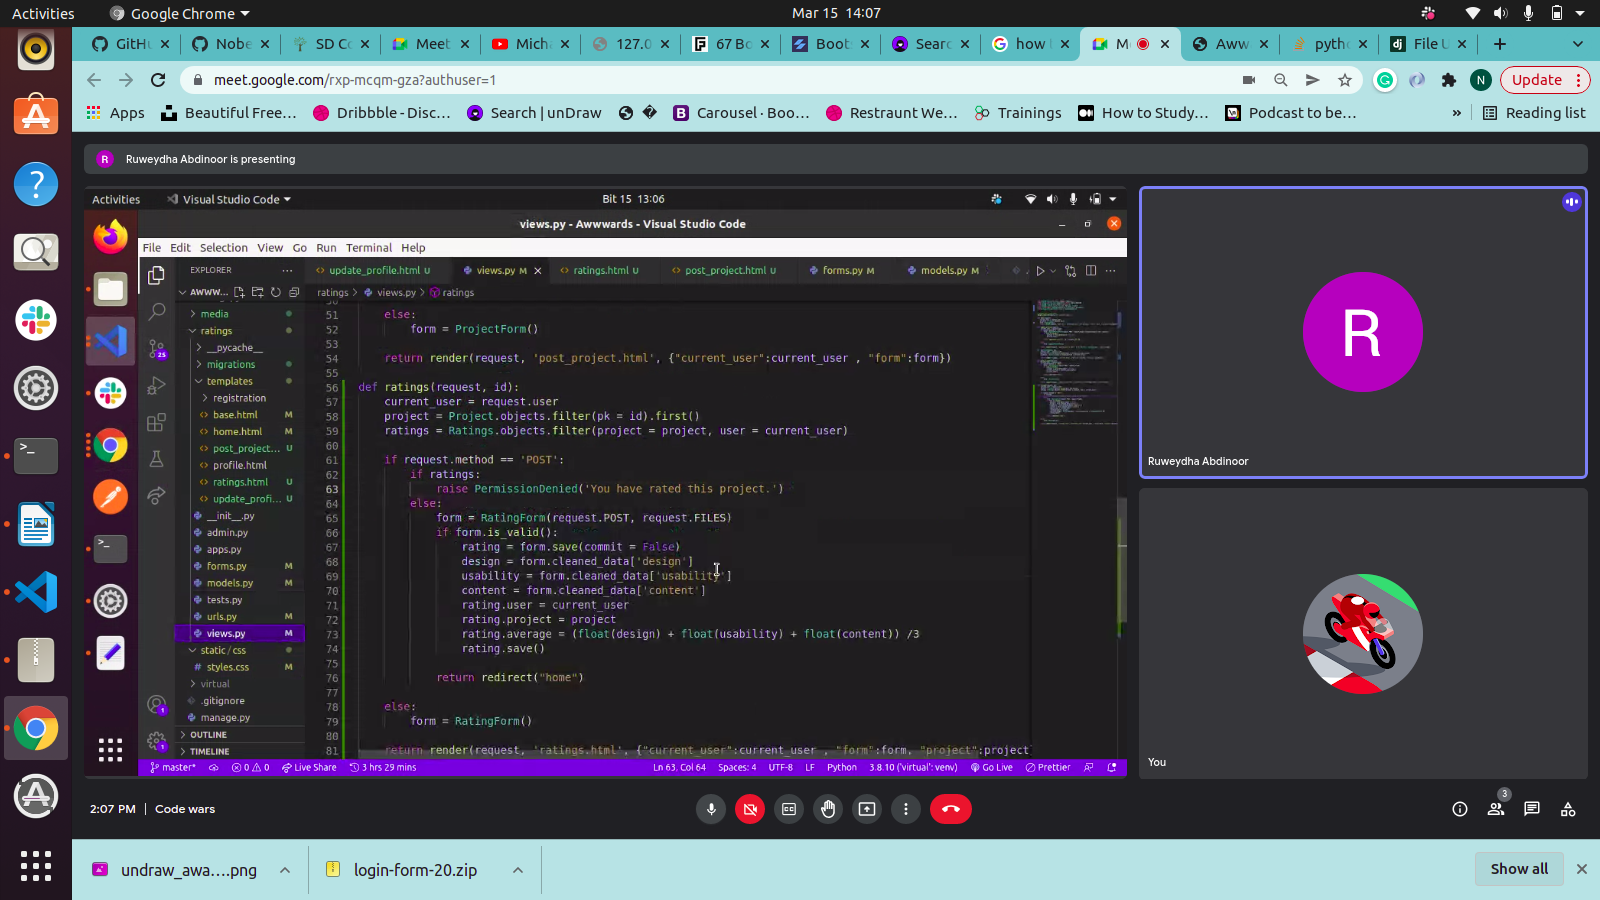 Activities Google Chrome Mar 15 14:07
GitHu Nobe SD Co Meet Mich 127.0 67 Bo Boots Searc how Me Aww pytho File U
meet.google.com/rxp-mcqm-gza?authuser=1 N Update
Apps Beautiful Free... Dribbble - Disc... Search | unDraw Carousel · Boo... Restraunt We... Trainings How to Study... Podcast to be... » Reading list
R Ruweydha Abdinoor is presenting
Activities Visual Studio Code Bit 15 13:06
views.py - Awwwards - Visual Studio Code
File Edit Selection View Go Run Terminal Help
EXPLORER ... update_profile.html U views.py M ratings.html U post_project.html U forms.py M models.py M
AWWW... ratings > views.py > ratings
media
ratings
__pycache__
migrations
templates
registration
base.html M
home.html M
post_project... U
profile.html
ratings.html U
update_profi... U
__init__.py
admin.py
apps.py
forms.py M
models.py M
tests.py
urls.py M
views.py M
static / css
styles.css M
virtual
.gitignore
manage.py
OUTLINE
TIMELINE
51 else:
52 form = ProjectForm()
53
54 return render(request, 'post_project.html', {"current_user":current_user , "form":form})
55
56 def ratings(request, id):
57 current_user = request.user
58 project = Project.objects.filter(pk = id).first()
59 ratings = Ratings.objects.filter(project = project, user = current_user)
60
61 if request.method == 'POST':
62 if ratings:
63 raise PermissionDenied('You have rated this project.')
64 else:
65 form = RatingForm(request.POST, request.FILES)
66 if form.is_valid():
67 rating = form.save(commit = False)
68 design = form.cleaned_data['design']
69 usability = form.cleaned_data['usability']
70 content = form.cleaned_data['content']
71 rating.user = current_user
72 rating.project = project
73 rating.average = (float(design) + float(usability) + float(content)) /3
74 rating.save()
75
76 return redirect("home")
77
78 else:
79 form = RatingForm()
80
81 return render(request, 'ratings.html', {"current_user":current_user , "form":form, "project":project
master* 0 0 Live Share 3 hrs 29 mins Ln 63, Col 64 Spaces: 4 UTF-8 LF Python 3.8.10 ('virtual': venv) Go Live Prettier
25
1
1
R
Ruweydha Abdinoor
You
2:07 PM | Code wars 3
undraw_awa....png login-form-20.zip Show all